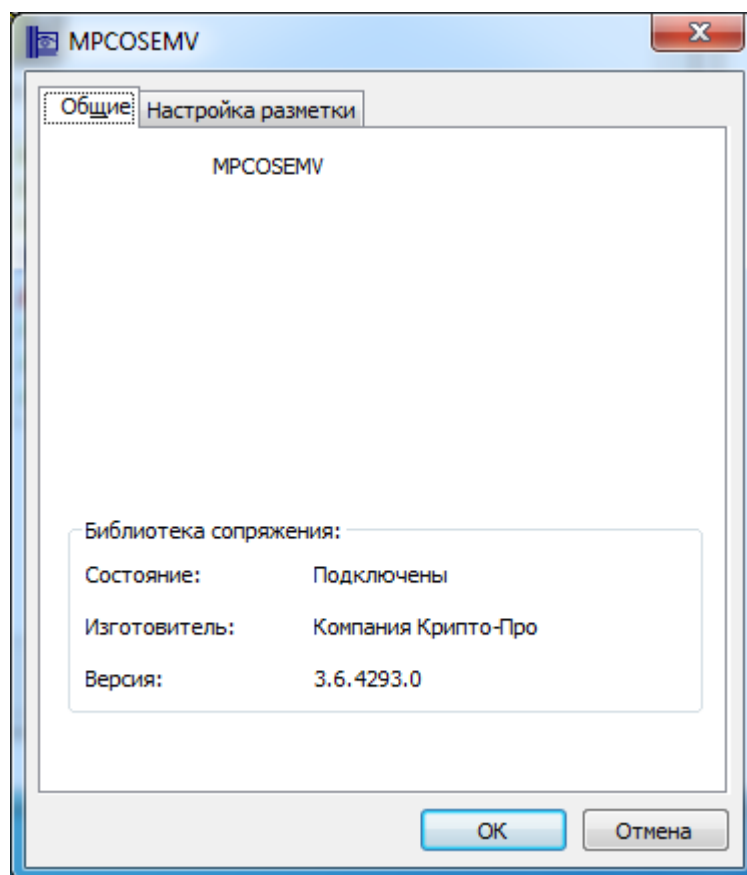 MPCOSEMV
Общие Настройка разметки
MPCOSEMV
Библиотека сопряжения:
Состояние: Подключены
Изготовитель: Компания Крипто-Про
Версия: 3.6.4293.0
OK Отмена